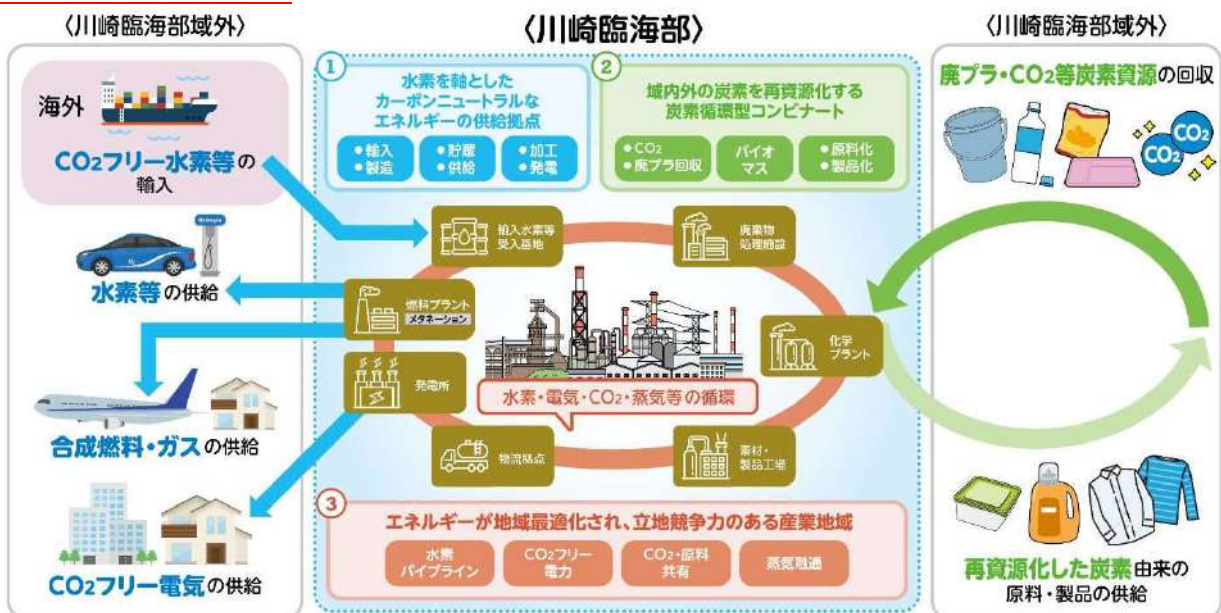 〈川崎臨海部域外〉
海外
CO2フリー水素等の
輸入
水素等の供給
合成燃料・ガスの供給
CO2フリー電気の供給
〈川崎臨海部〉
1
水素を軸とした
カーボンニュートラルな
エネルギーの供給拠点
●輸入
●製造
●貯蔵
●供給
●加工
●発電
2
域内外の炭素を再資源化する
炭素循環型コンビナート
●CO2
●廃プラ回収
バイオ
マス
●原料化
●製品化
輸入水素等
受入基地
廃棄物
処理施設
燃料プラント
メタネーション
化学
プラント
発電所
水素・電気・CO2・蒸気等の循環
物流拠点
素材・
製品工場
3
エネルギーが地域最適化され、立地競争力のある産業地域
水素
パイプライン
CO2フリー
電力
CO2・原料
共有
蒸気融通
〈川崎臨海部域外〉
廃プラ・CO2等炭素資源の回収
CO2
CO2
再資源化した炭素由来の
原料・製品の供給